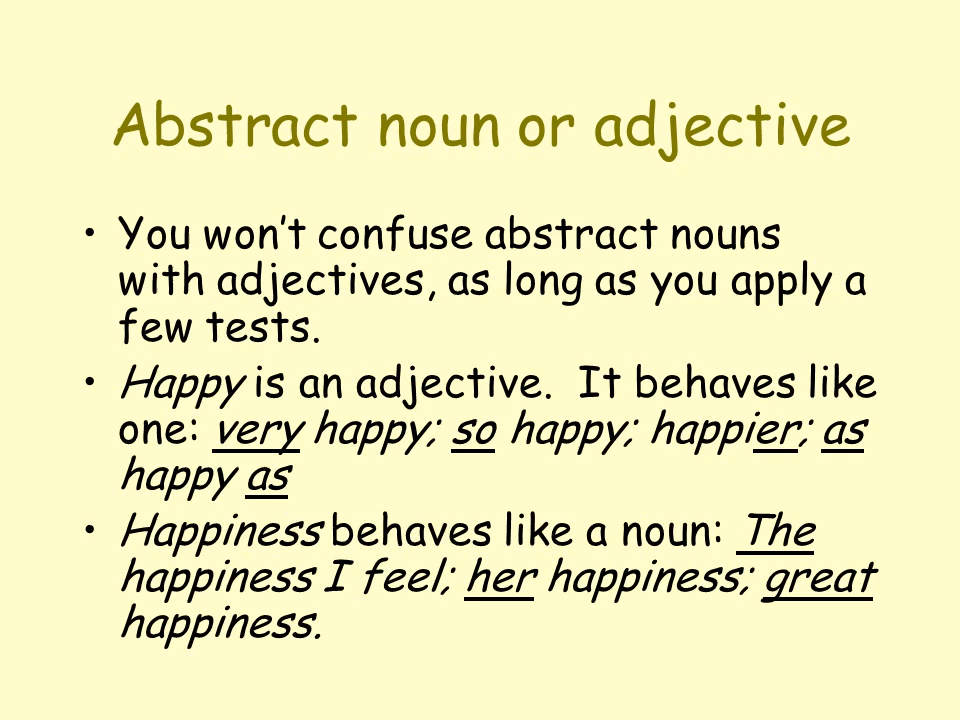 Abstract noun or adjective
• You won’t confuse abstract nouns
with adjectives, as long as you apply a
few tests.
• Happy is an adjective.  It behaves like
one: very happy; so happy; happier; as
happy as
• Happiness behaves like a noun: The
happiness I feel; her happiness; great
happiness.